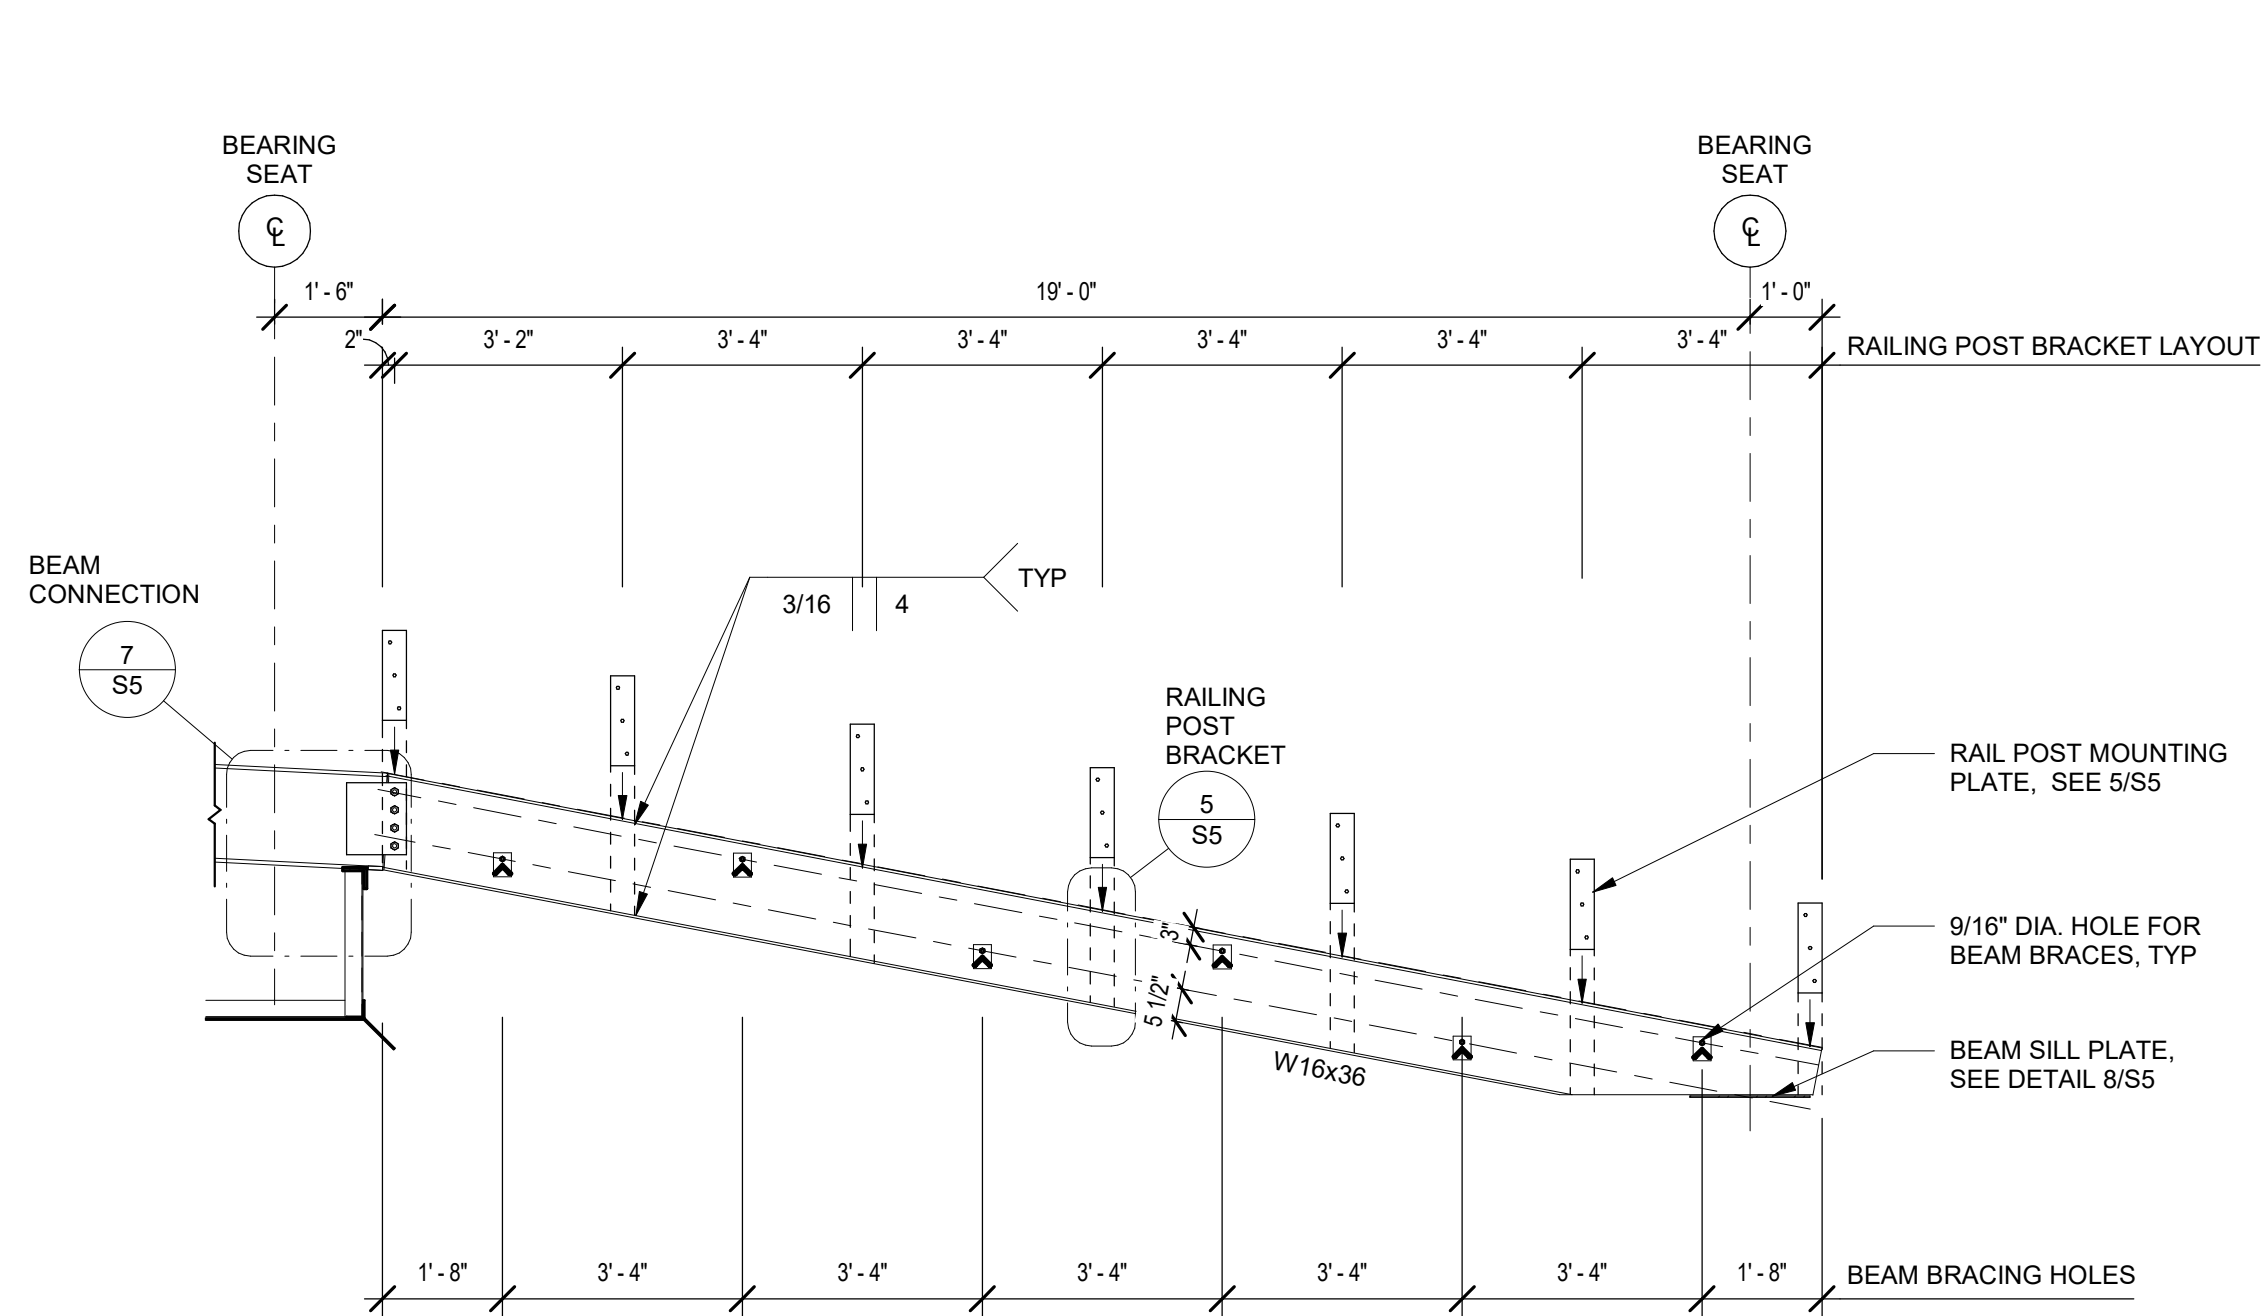 BEARING
SEAT
BEARING
SEAT
℄
℄
1' - 6"
19' - 0"
1' - 0"
2"
3' - 2"
3' - 4"
3' - 4"
3' - 4"
3' - 4"
3' - 4"
RAILING POST BRACKET LAYOUT
BEAM
CONNECTION
7
S5
3/16
4
TYP
RAILING
POST
BRACKET
5
S5
RAIL POST MOUNTING
PLATE, SEE 5/S5
3"
5 1/2"
9/16" DIA. HOLE FOR
BEAM BRACES, TYP
W16x36
BEAM SILL PLATE,
SEE DETAIL 8/S5
1' - 8"
3' - 4"
3' - 4"
3' - 4"
3' - 4"
3' - 4"
1' - 8"
BEAM BRACING HOLES